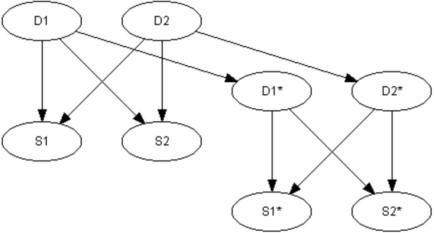 D1 D2
D1* D2*
S1 S2
S1* S2*